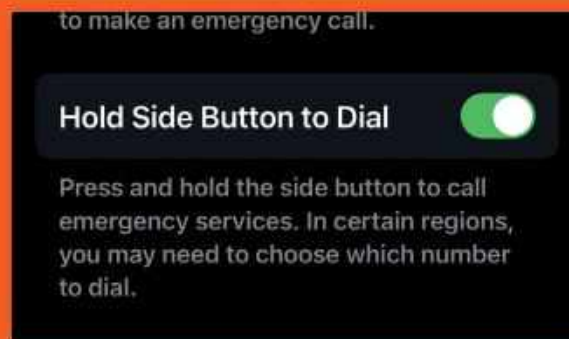 to make an emergency call.
Hold Side Button to Dial
Press and hold the side button to call
emergency services. In certain regions,
you may need to choose which number
to dial.